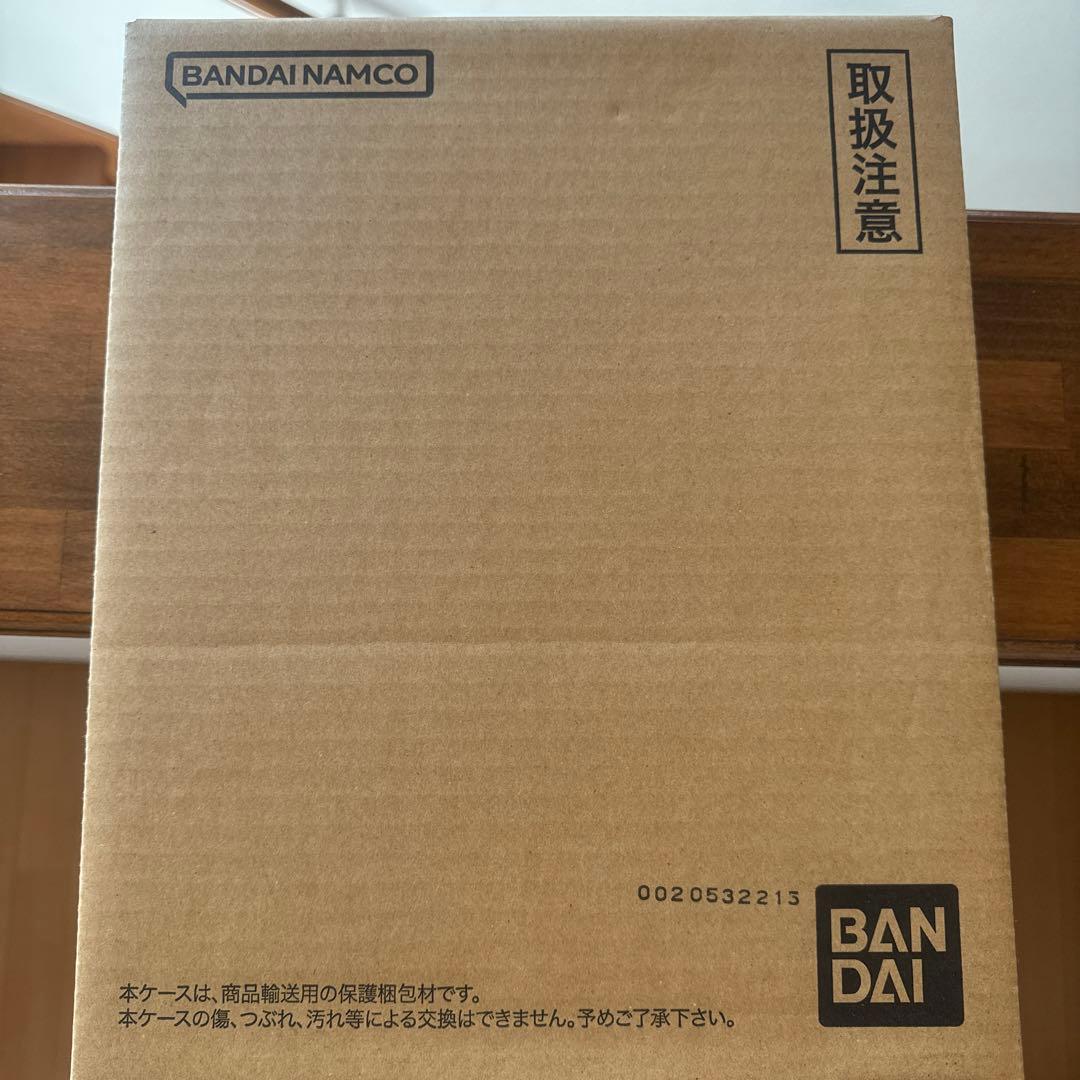 BANDAI NAMCO
取扱注意
0020532213
BAN
DAI
本ケースは、商品輸送用の保護梱包材です。
本ケースの傷、つぶれ、汚れ等による交換はできません。予めご了承下さい。